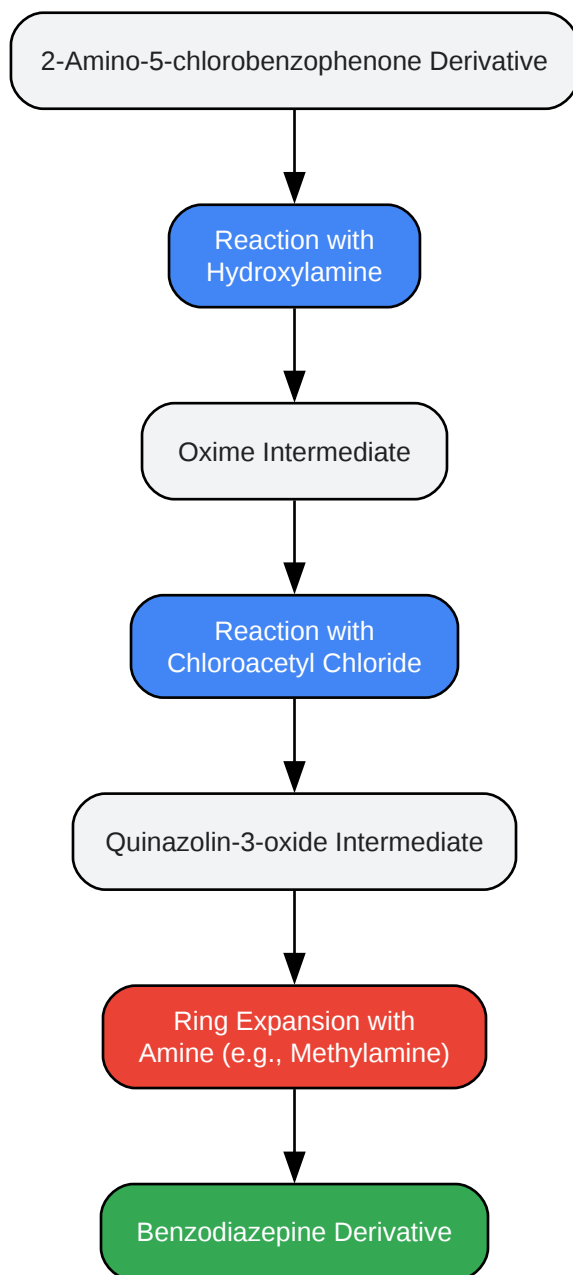 2-Amino-5-chlorobenzophenone Derivative
Reaction with
Hydroxylamine
Oxime Intermediate
Reaction with
Chloroacetyl Chloride
Quinazolin-3-oxide Intermediate
Ring Expansion with
Amine (e.g., Methylamine)
Benzodiazepine Derivative